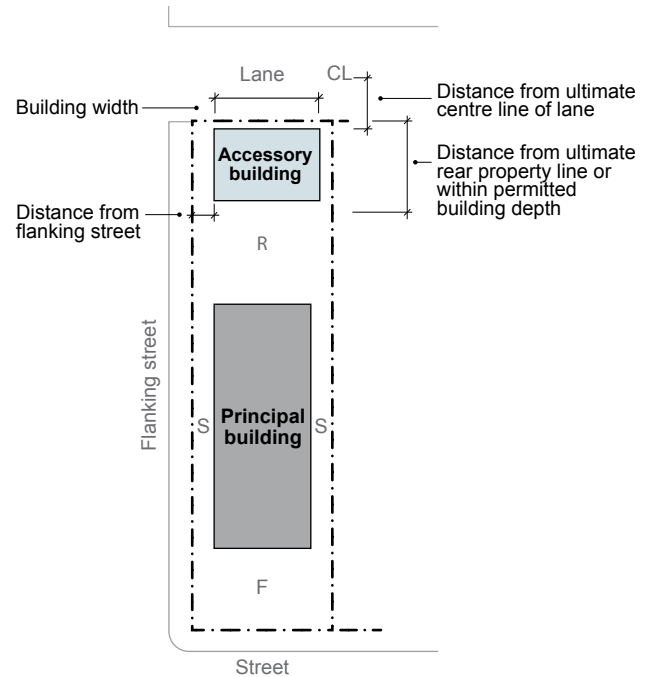 Lane
CL
Building width
Distance from ultimate
centre line of lane
Accessory
building
Distance from ultimate
rear property line or
within permitted
building depth
Distance from
flanking street
R
Flanking street
S
Principal
building
S
F
Street